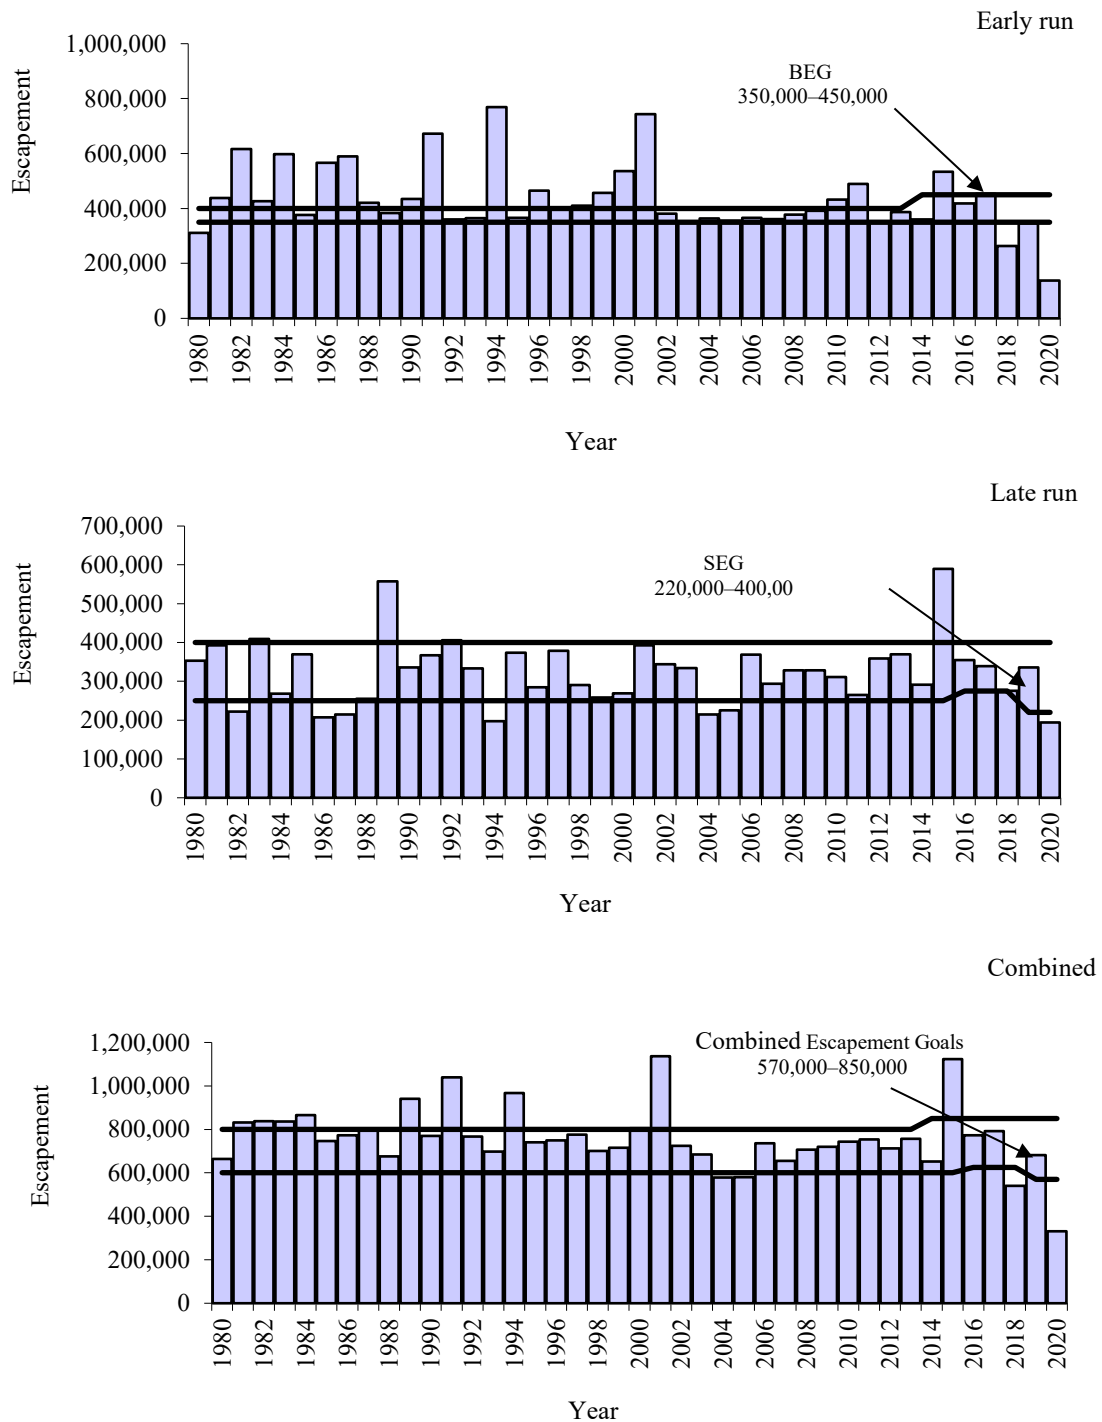 Early run
1,000,000
800,000
600,000
400,000
200,000
0
Escapement
BEG
350,000–450,000
1980 1982 1984 1986 1988 1990 1992 1994 1996 1998 2000 2002 2004 2006 2008 2010 2012 2014 2016 2018 2020
Year
Late run
700,000
600,000
500,000
400,000
300,000
200,000
100,000
0
Escapement
SEG
220,000–400,00
1980 1982 1984 1986 1988 1990 1992 1994 1996 1998 2000 2002 2004 2006 2008 2010 2012 2014 2016 2018 2020
Year
Combined
1,200,000
1,000,000
800,000
600,000
400,000
200,000
0
Escapement
Combined Escapement Goals
570,000–850,000
1980 1982 1984 1986 1988 1990 1992 1994 1996 1998 2000 2002 2004 2006 2008 2010 2012 2014 2016 2018 2020
Year